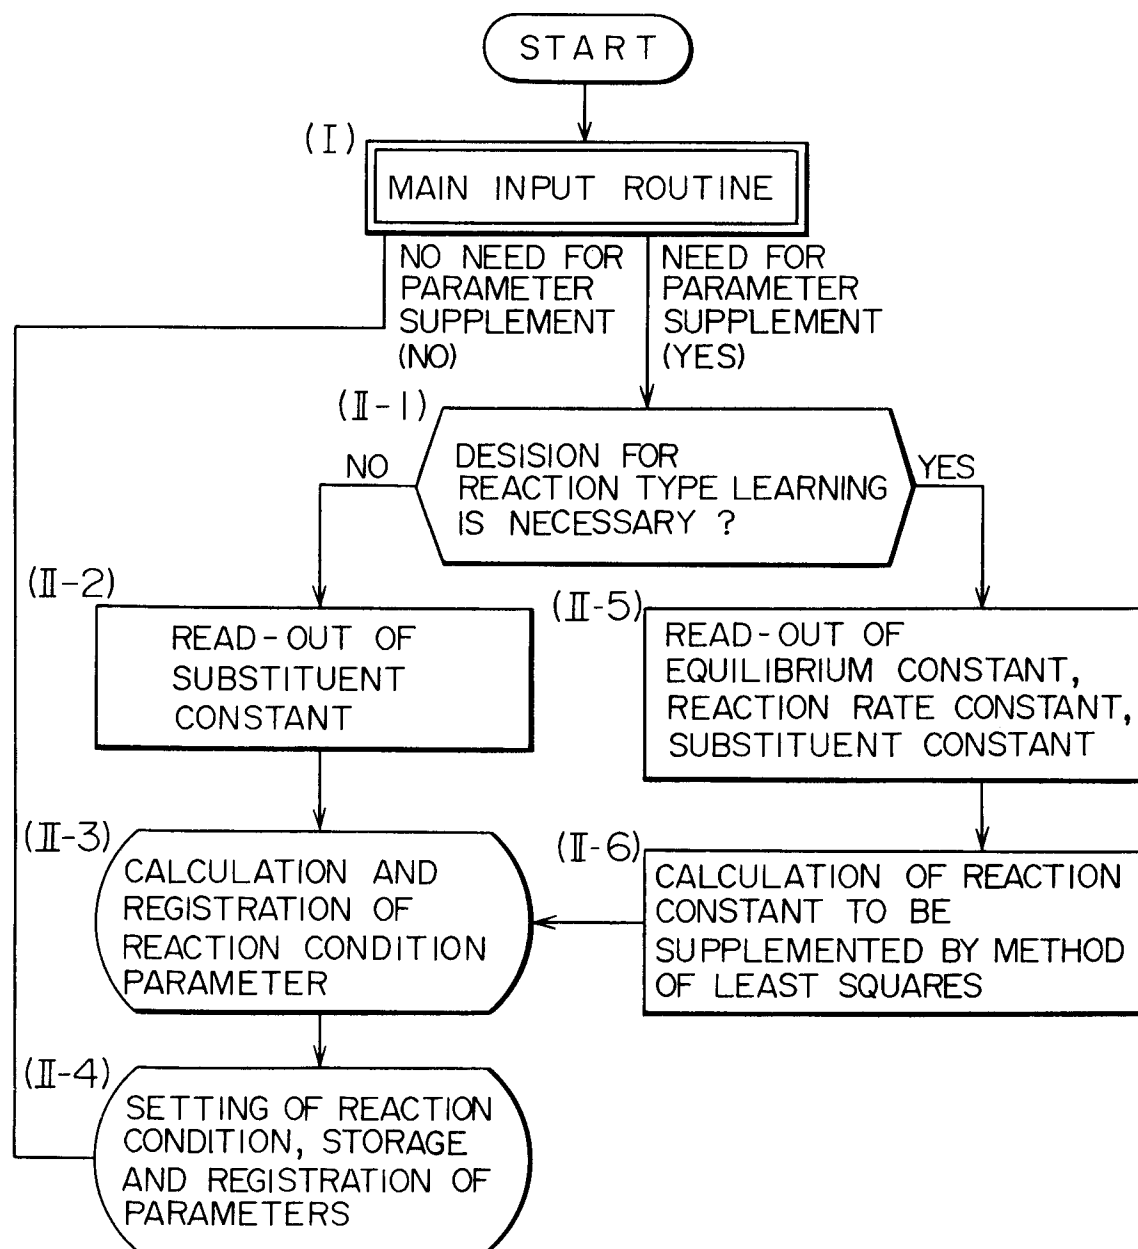 START
(I)
MAIN INPUT ROUTINE
NO NEED FOR
PARAMETER
SUPPLEMENT
(NO)
NEED FOR
PARAMETER
SUPPLEMENT
(YES)
(II-1)
DESISION FOR
REACTION TYPE LEARNING
IS NECESSARY ?
NO
YES
(II-2)
READ-OUT OF
SUBSTITUENT
CONSTANT
(II-5)
READ-OUT OF
EQUILIBRIUM CONSTANT,
REACTION RATE CONSTANT,
SUBSTITUENT CONSTANT
(II-3)
CALCULATION AND
REGISTRATION OF
REACTION CONDITION
PARAMETER
(II-6)
CALCULATION OF REACTION
CONSTANT TO BE
SUPPLEMENTED BY METHOD
OF LEAST SQUARES
(II-4)
SETTING OF REACTION
CONDITION, STORAGE
AND REGISTRATION OF
PARAMETERS